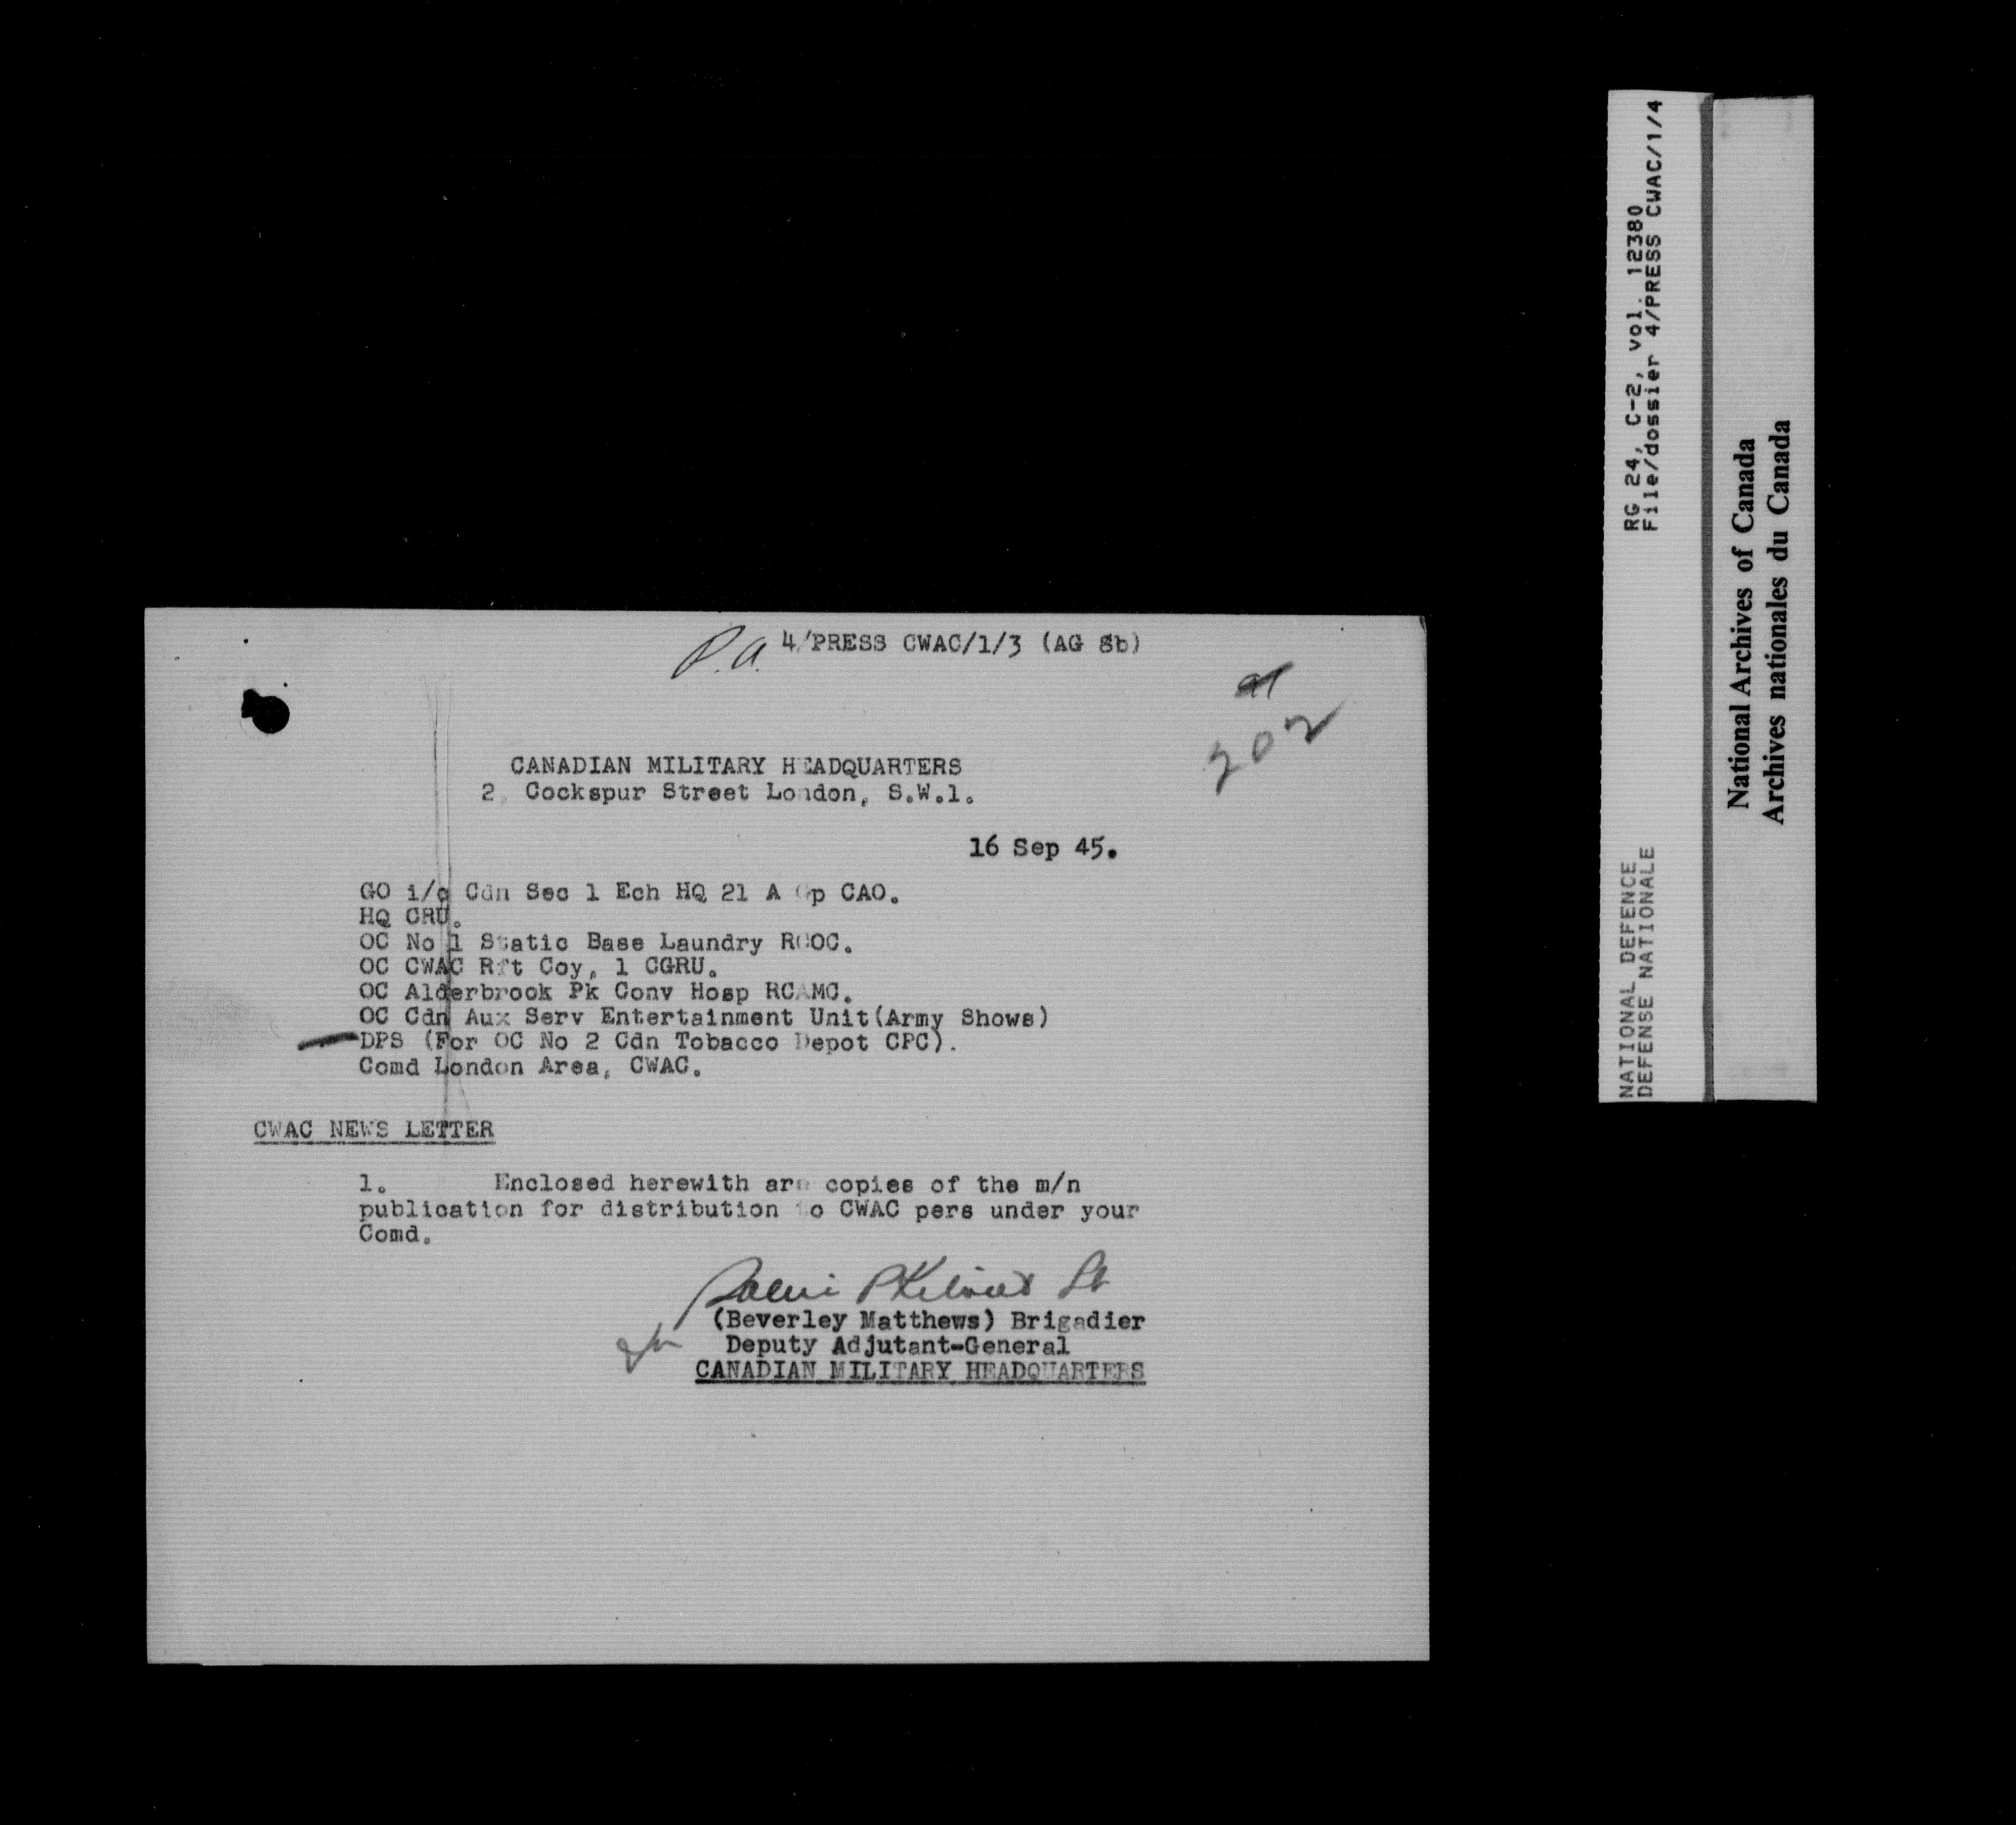 P.A. 4/PRESS CWAC/1/3 (AG 8b)
202
CANADIAN MILITARY HEADQUARTERS
2, Cockspur Street London, S.W.1.
16 Sep 45.
GO i/c Cdn Sec 1 Ech HQ 21 A Gp CAO.
HQ CRU.
OC No 1 Static Base Laundry RCOC.
OC CWAC Rft Coy, 1 CGRU.
OC Alderbrook Pk Conv Hosp RCAMC.
OC Cdn Aux Serv Entertainment Unit(Army Shows)
DPS (For OC No 2 Cdn Tobacco Depot CPC).
Comd London Area, CWAC.
CWAC NEWS LETTER
1. Enclosed herewith are copies of the m/n
publication for distribution to CWAC pers under your
Comd.
(Beverley Matthews) Brigadier
for Deputy Adjutant-General
CANADIAN MILITARY HEADQUARTERS
RG 24, C-2, vol. 12380
File/dossier 4/PRESS CWAC/1/4
NATIONAL DEFENCE
DEFENSE NATIONALE
National Archives of Canada
Archives nationales du Canada